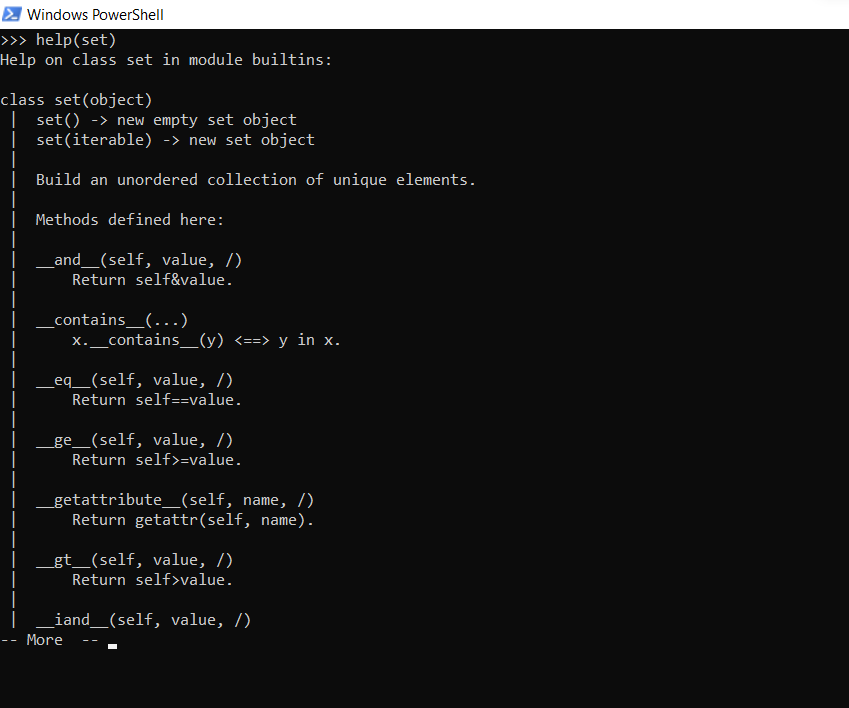 Windows PowerShell
>>> help(set)
Help on class set in module builtins:
class set(object)
 |  set() -> new empty set object
 |  set(iterable) -> new set object
 |
 |  Build an unordered collection of unique elements.
 |
 |  Methods defined here:
 |
 |  __and__(self, value, /)
 |      Return self&value.
 |
 |  __contains__(...)
 |      x.__contains__(y) <==> y in x.
 |
 |  __eq__(self, value, /)
 |      Return self==value.
 |
 |  __ge__(self, value, /)
 |      Return self>=value.
 |
 |  __getattribute__(self, name, /)
 |      Return getattr(self, name).
 |
 |  __gt__(self, value, /)
 |      Return self>value.
 |
 |  __iand__(self, value, /)
-- More  --